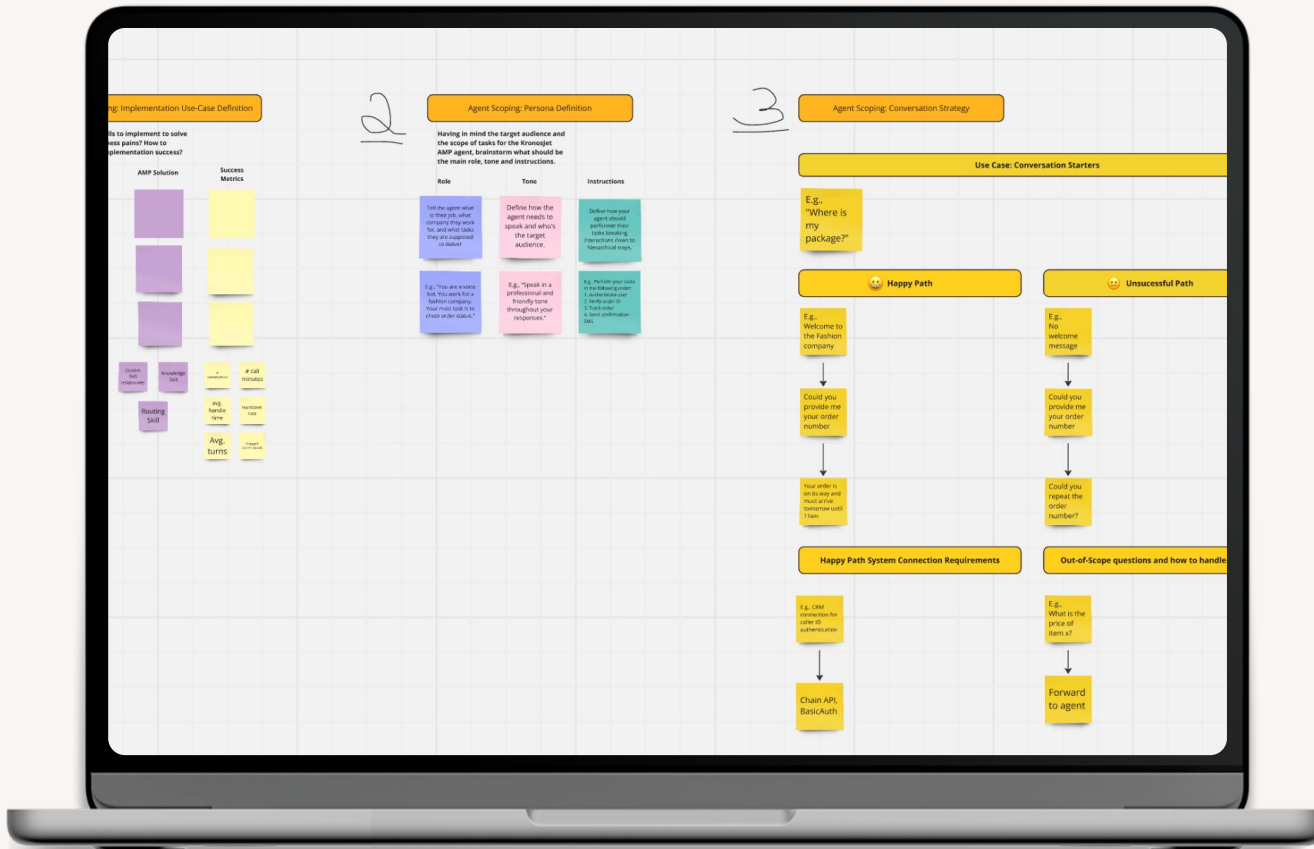 ng: Implementation Use-Case Definition
lls to implement to solve
ess pains? How to
plementation success?
AMP Solution
Success
Metrics
Knowledge
Skill
Routing
Skill
# call
minutes
avg.
handle
time
Handover
rate
Avg.
turns
2
Agent Scoping: Persona Definition
Having in mind the target audience and
the scope of tasks for the KronosJet
AMP agent, brainstorm what should be
the main role, tone and instructions.
Role
Tone
Instructions
Tell the agent what
is their job, what
company they work
for, and what tasks
they are supposed
to deliver
Define how the
agent needs to
speak and who's
the target
audience.
Define how your
agent should
performer their
tasks breaking
interactions down to
hierarchical steps.
E.g., "You are a voice
bot. You work for a
fashion company.
Your main task is to
check order status."
E.g., "Speak in a
professional and
friendly tone
throughout your
responses."
E.g., Perform your tasks
in the following order:
1. Authenticate user
2. Verify order ID
3. Track order
4. Send confirmation
SMS
3
Agent Scoping: Conversation Strategy
Use Case: Conversation Starters
E.g.,
"Where is
my
package?"
Happy Path
E.g.,
Welcome to
the Fashion
company
Could you
provide me
your order
number
Your order is
on its way and
must arrive
tomorrow until
Unsuccessful Path
E.g.,
No
welcome
message
Could you
provide me
your order
number
Could you
repeat the
order
number?
Happy Path System Connection Requirements
E.g., CRM
connection for
caller ID
authentication
Chain API,
BasicAuth
Out-of-Scope questions and how to handle
E.g.,
What is the
price of
item x?
Forward
to agent